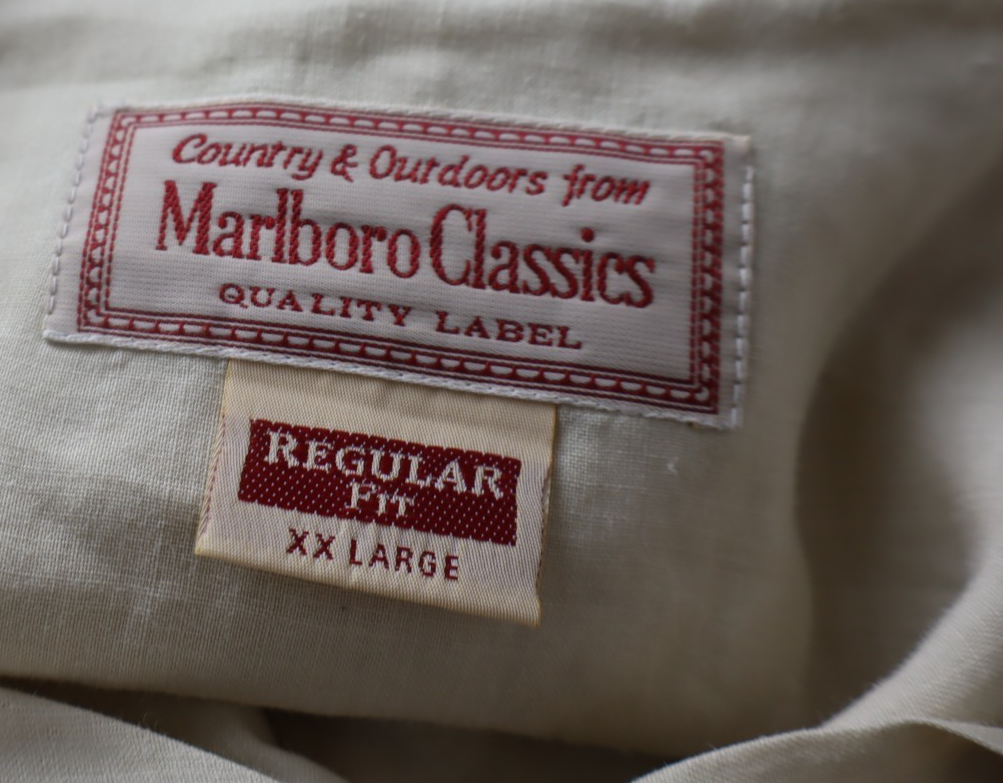 Country & Outdoors from
Marlboro Classics
QUALITY LABEL
REGULAR
FIT
XX LARGE